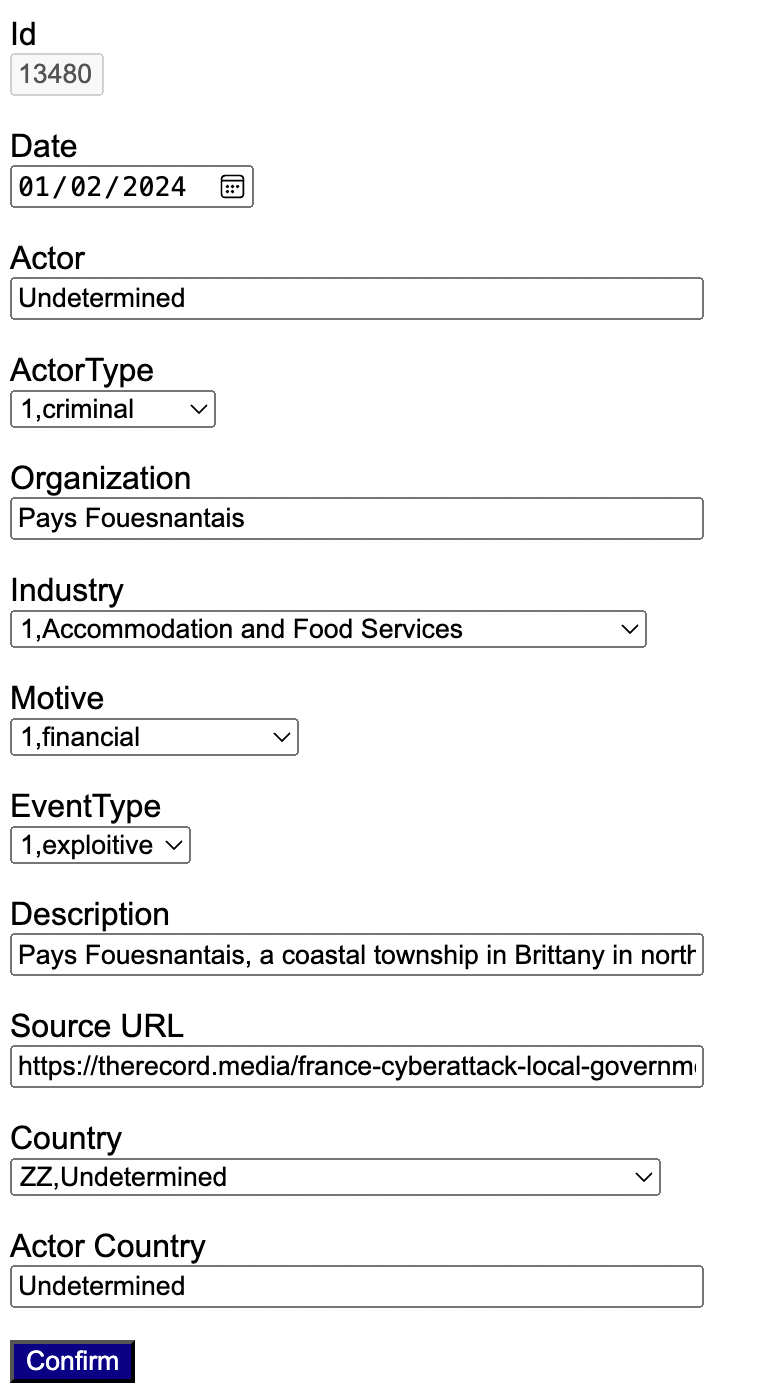 Id
13480
Date
01/02/2024
Actor
Undetermined
ActorType
1,criminal
Organization
Pays Fouesnantais
Industry
1,Accommodation and Food Services
Motive
1,financial
EventType
1,exploitive
Description
Pays Fouesnantais, a coastal township in Brittany in north
Source URL
https://therecord.media/france-cyberattack-local-governm
Country
ZZ,Undetermined
Actor Country
Undetermined
Confirm